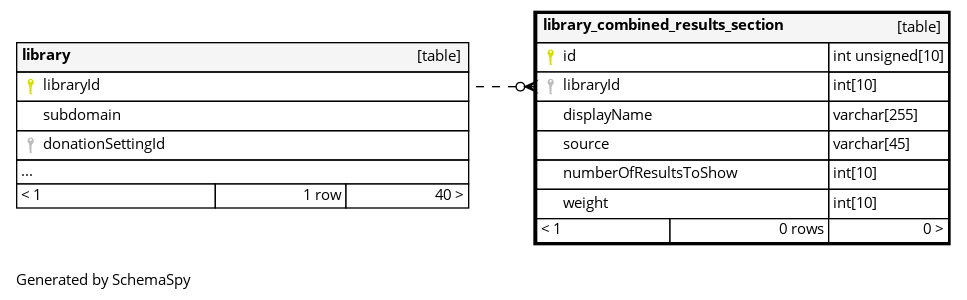 library [table]
libraryId
subdomain
donationSettingId
...
< 1 1 row 40 >
library_combined_results_section [table]
id int unsigned[10]
libraryId int[10]
displayName varchar[255]
source varchar[45]
numberOfResultsToShow int[10]
weight int[10]
< 1 0 rows 0 >
Generated by SchemaSpy